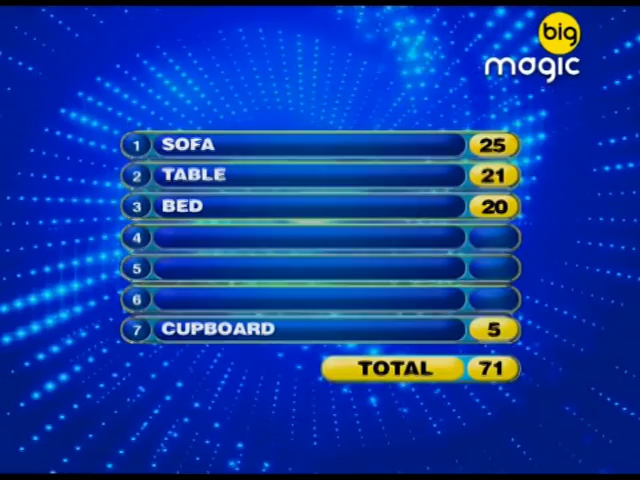 big
magic
1 SOFA 25
2 TABLE 21
3 BED 20
4
5
6
7 CUPBOARD 5
TOTAL 71